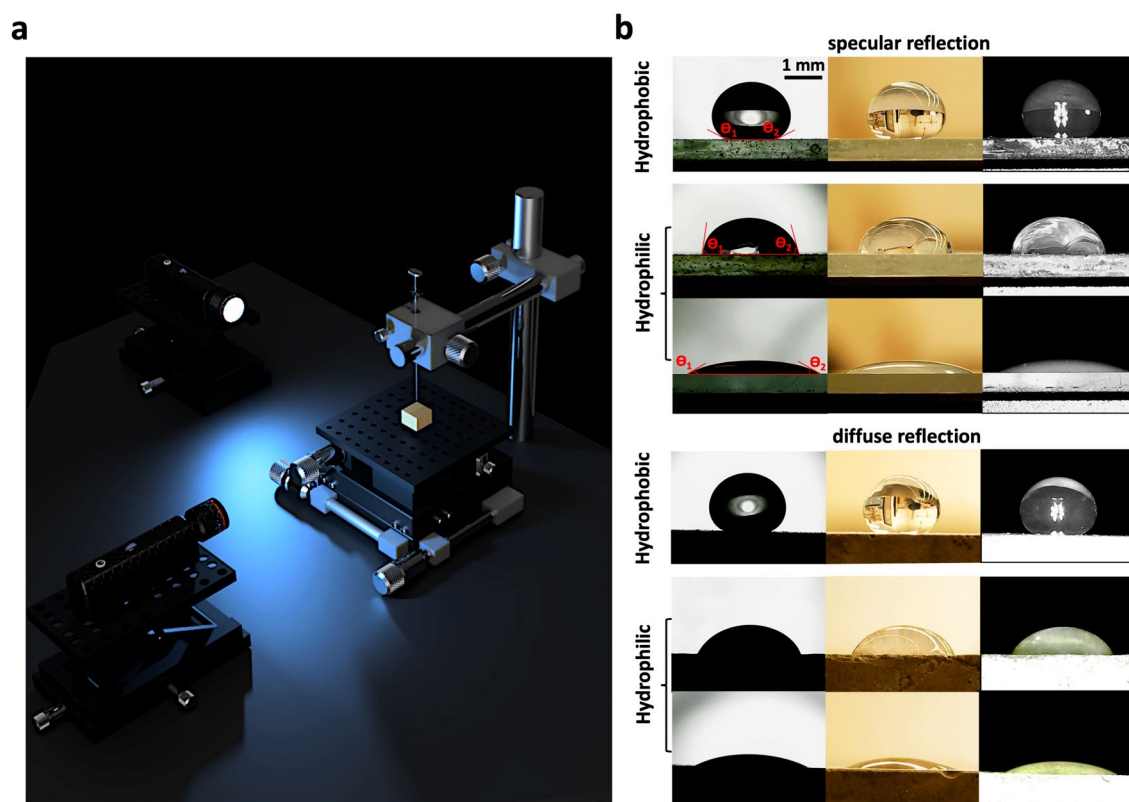 a
b
specular reflection
Hydrophobic
1 mm
Θ1 Θ2
Hydrophilic
Θ1 Θ2
Θ1 Θ2
diffuse reflection
Hydrophobic
Hydrophilic